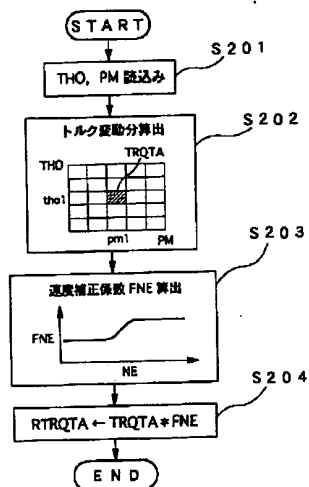 START
S201
THO, PM 読込み
S202
トルク変動分算出
TRQTA
THO
tho1
pm1 PM
S203
速度補正係数 FNE 算出
FNE
NE
S204
RTRQTA ← TRQTA * FNE
END